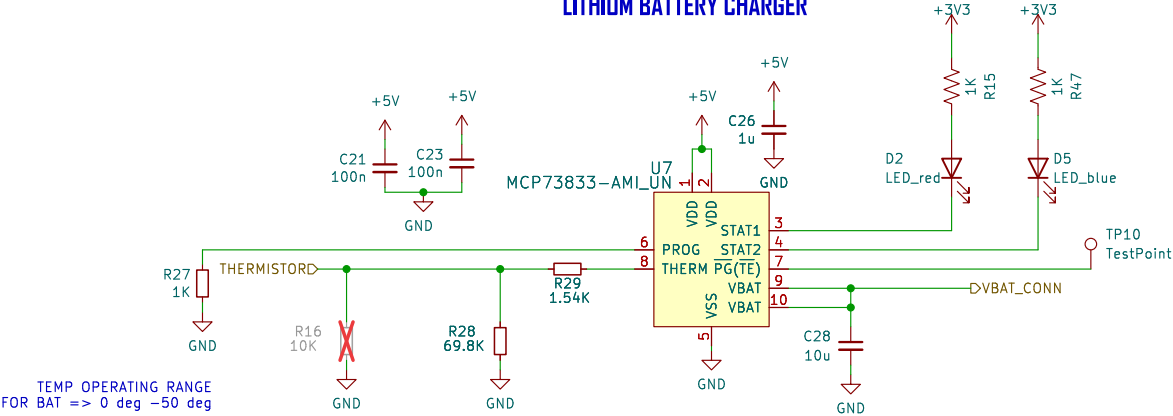 LITHIUM BATTERY CHARGER
+3V3
+3V3
+5V
1K
R15
1K
R47
+5V
+5V
+5V
C26
1u
C21
100n
C23
100n
GND
U7
MCP73833-AMI_UN
1
2
D2
LED_red
D5
LED_blue
GND
VDD
VDD
STAT1
3
STAT2
4
6
PROG
8
THERM
PG(TE)
7
VBAT
9
VBAT
10
VSS
5
TP10
TestPoint
THERMISTOR
R27
1K
R29
1.54K
VBAT_CONN
GND
R16
10K
R28
69.8K
C28
10u
GND
GND
GND
GND
TEMP OPERATING RANGE
FOR BAT => 0 deg -50 deg